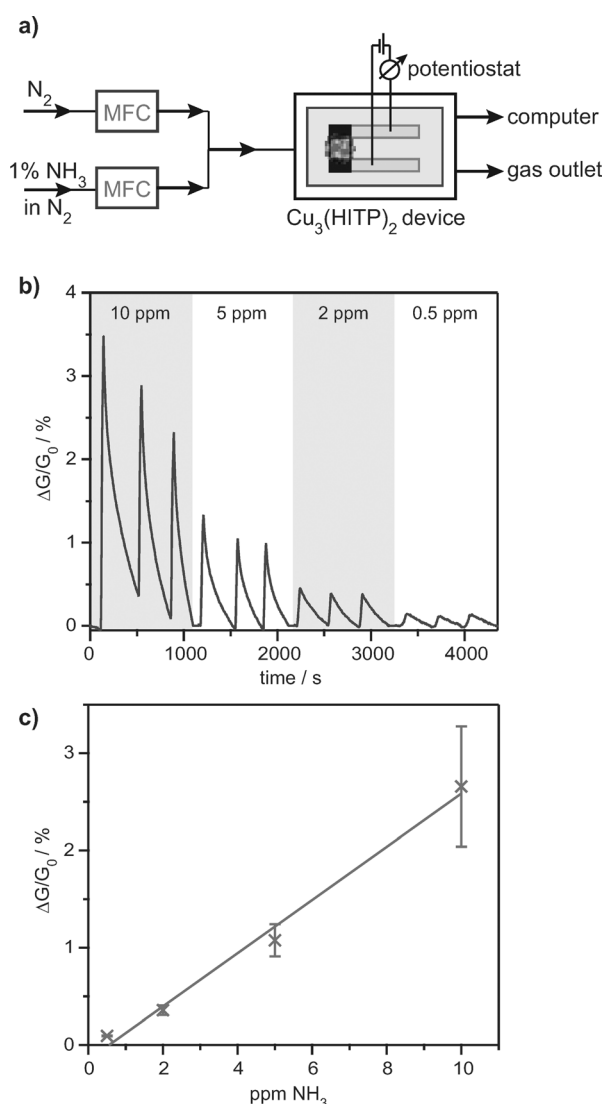 a)
N₂
MFC
potentiostat
computer
1% NH₃
in N₂
MFC
gas outlet
Cu₃(HITP)₂ device
b)
4
3
2
1
0
ΔG/G₀ / %
10 ppm
5 ppm
2 ppm
0.5 ppm
0
1000
2000
3000
4000
time / s
c)
3
2
1
0
ΔG/G₀ / %
0
2
4
6
8
10
ppm NH₃